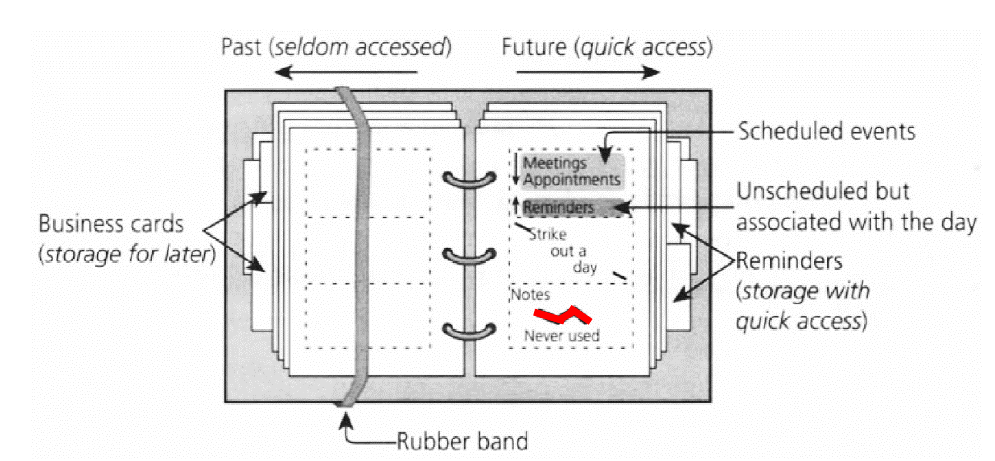 Past (seldom accessed)
Future (quick access)
Scheduled events
Meetings
Appointments
Unscheduled but
associated with the day
Reminders
Business cards
(storage for later)
Strike
out a
day
Reminders
(storage with
quick access)
Notes
Never used
Rubber band